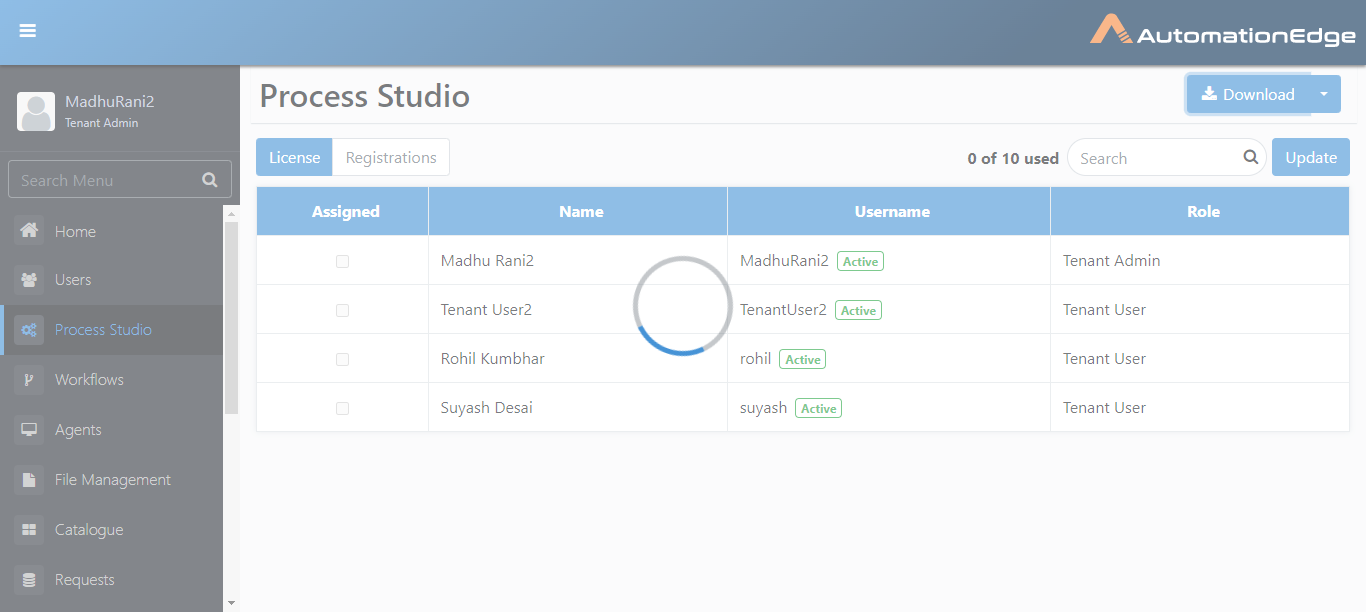 AutomationEdge
MadhuRani2
Tenant Admin
Search Menu
Home
Users
Process Studio
Workflows
Agents
File Management
Catalogue
Requests
Process Studio
Download
License Registrations
0 of 10 used Search Update
Assigned Name Username Role
Madhu Rani2 MadhuRani2 Active Tenant Admin
Tenant User2 TenantUser2 Active Tenant User
Rohil Kumbhar rohil Active Tenant User
Suyash Desai suyash Active Tenant User